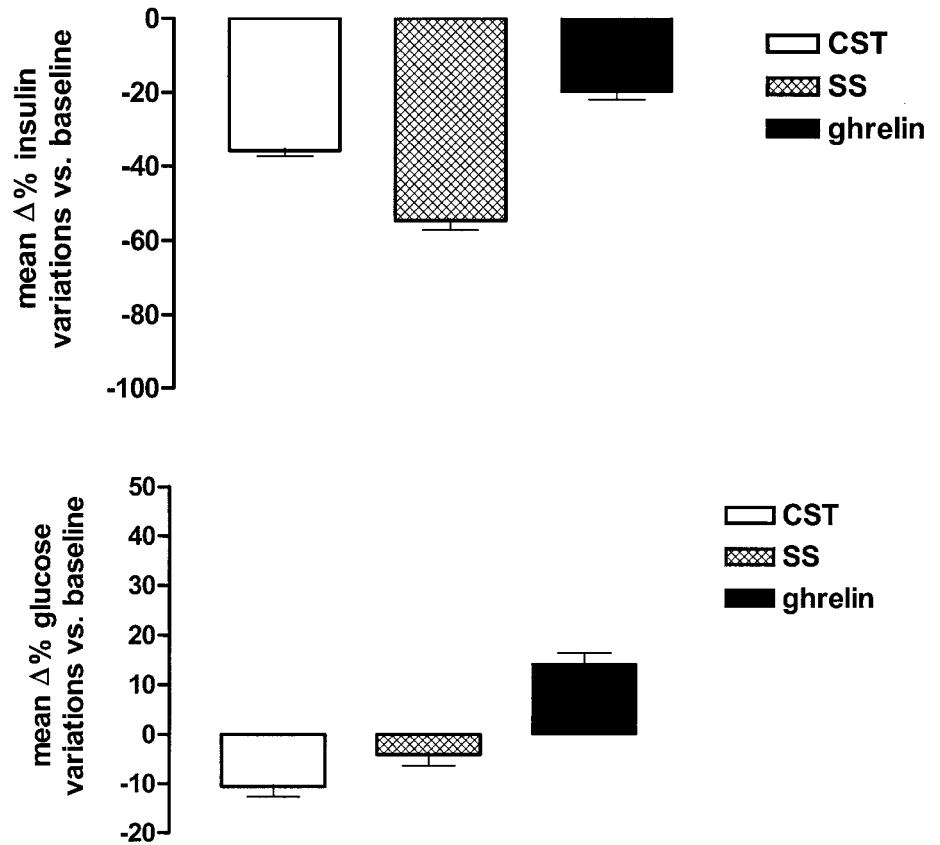 mean Δ% insulin
variations vs. baseline
0
-20
-40
-60
-80
-100
CST
SS
ghrelin
mean Δ% glucose
variations vs. baseline
50
40
30
20
10
0
-10
-20
CST
SS
ghrelin